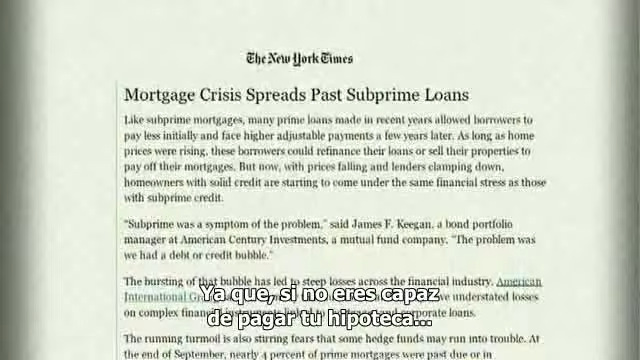 The New York Times
Mortgage Crisis Spreads Past Subprime Loans
Like subprime mortgages, many prime loans made in recent years allowed borrowers to
pay less initially and face higher adjustable payments a few years later. As long as home
prices were rising, these borrowers could refinance their loans or sell their properties to
pay off their mortgages. But now, with prices falling and lenders clamping down,
homeowners with solid credit are starting to come under the same financial stress as those
with subprime credit.
"Subprime was a symptom of the problem," said James F. Keegan, a bond portfolio
manager at American Century Investments, a mutual fund company. "The problem was
we had a debt or credit bubble."
The bursting of that bubble has led to steep losses across the financial industry. American
International understated losses
on complex financial corporate loans.
Ya que, si no eres capaz
de pagar tu hipoteca...
The running turmoil is also stirring fears that some hedge funds may run into trouble. At
the end of September, nearly 4 percent of prime mortgages were past due or in